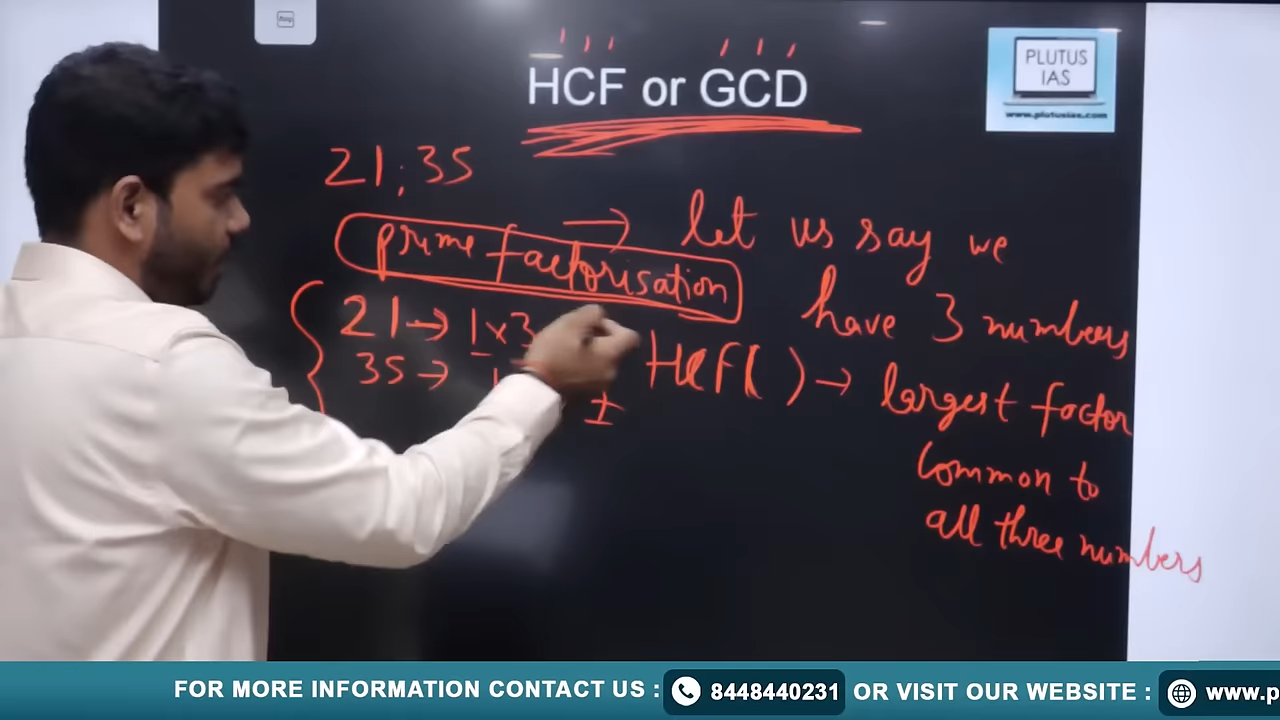 HCF or GCD
PLUTUS
IAS
www.plutusias.com
21; 35
prime factorisation
→ let us say we
have 3 numbers
21 → 1 x 3
35 → 1
HCF( ) → largest factor
common to
all three numbers
FOR MORE INFORMATION CONTACT US : 8448440231 OR VISIT OUR WEBSITE : www.p